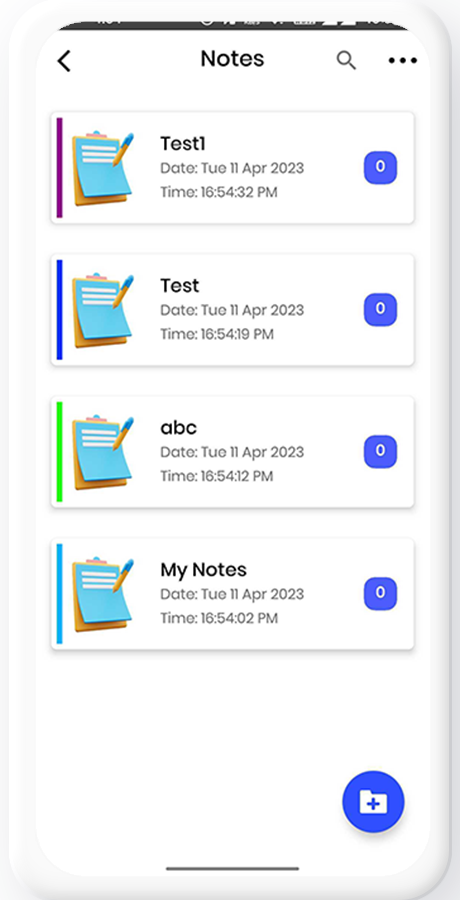 Notes
Test1
Date: Tue 11 Apr 2023
Time: 16:54:32 PM
0
Test
Date: Tue 11 Apr 2023
Time: 16:54:19 PM
0
abc
Date: Tue 11 Apr 2023
Time: 16:54:12 PM
0
My Notes
Date: Tue 11 Apr 2023
Time: 16:54:02 PM
0